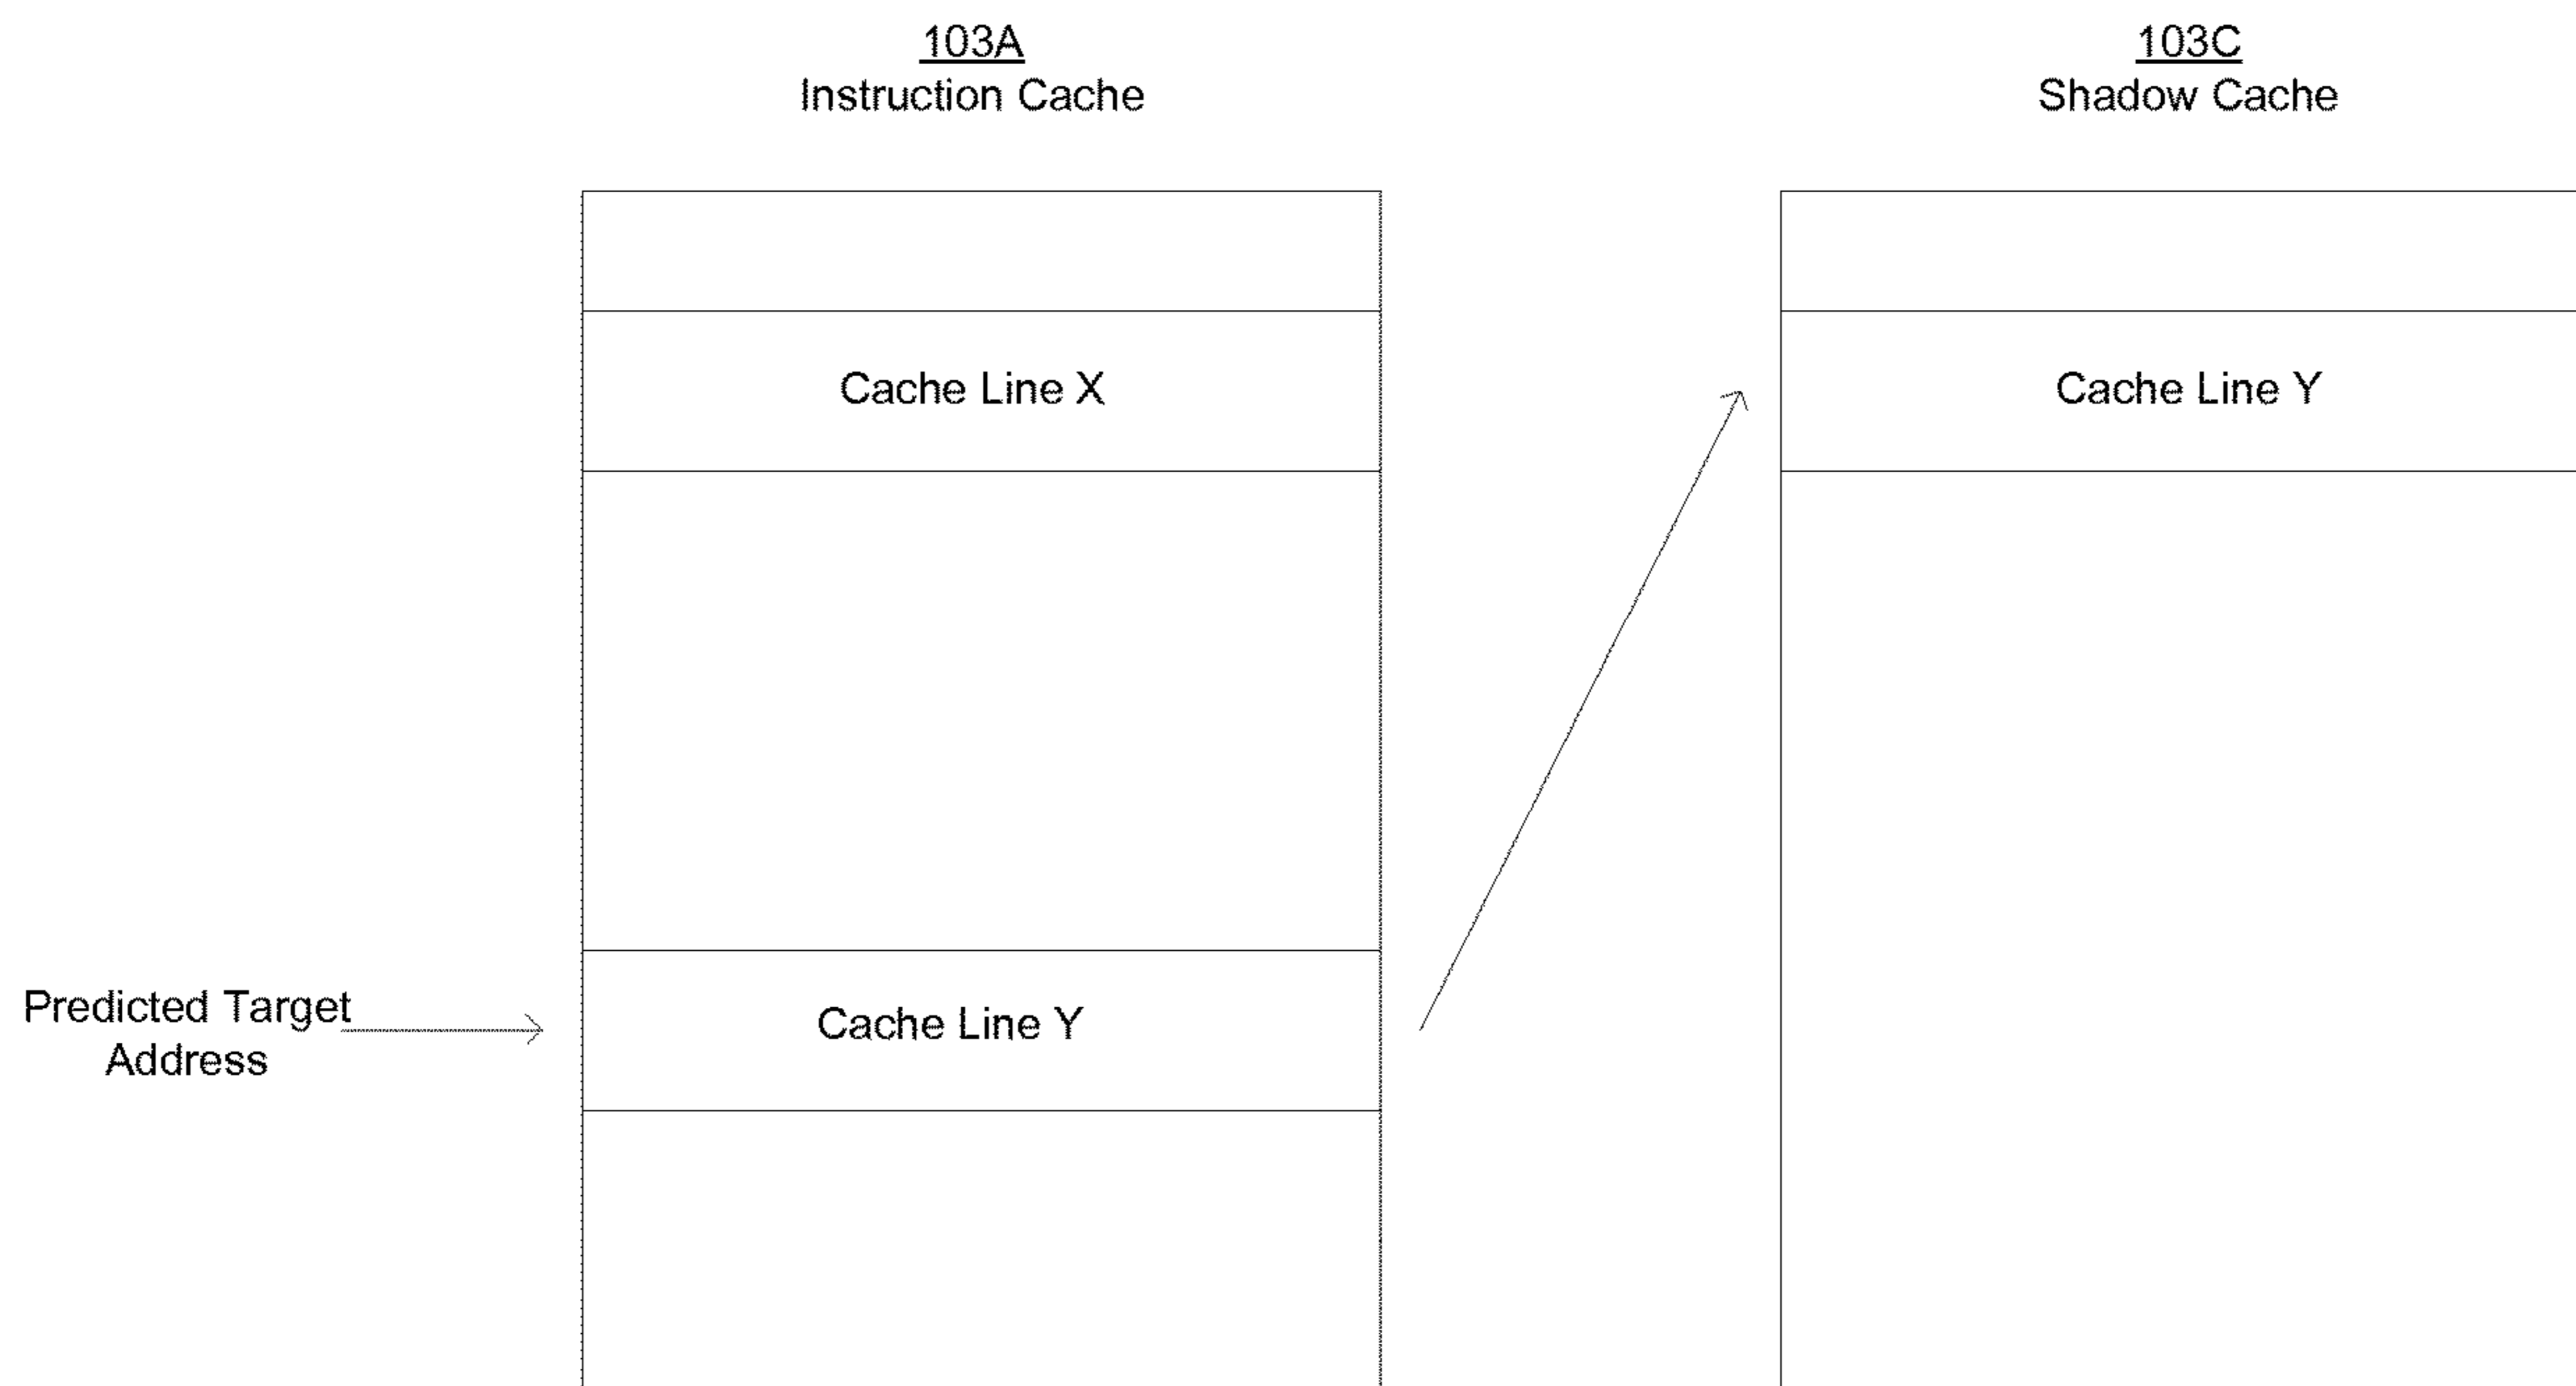 103A
Instruction Cache
103C
Shadow Cache
Cache Line X
Cache Line Y
Predicted Target
Address
Cache Line Y